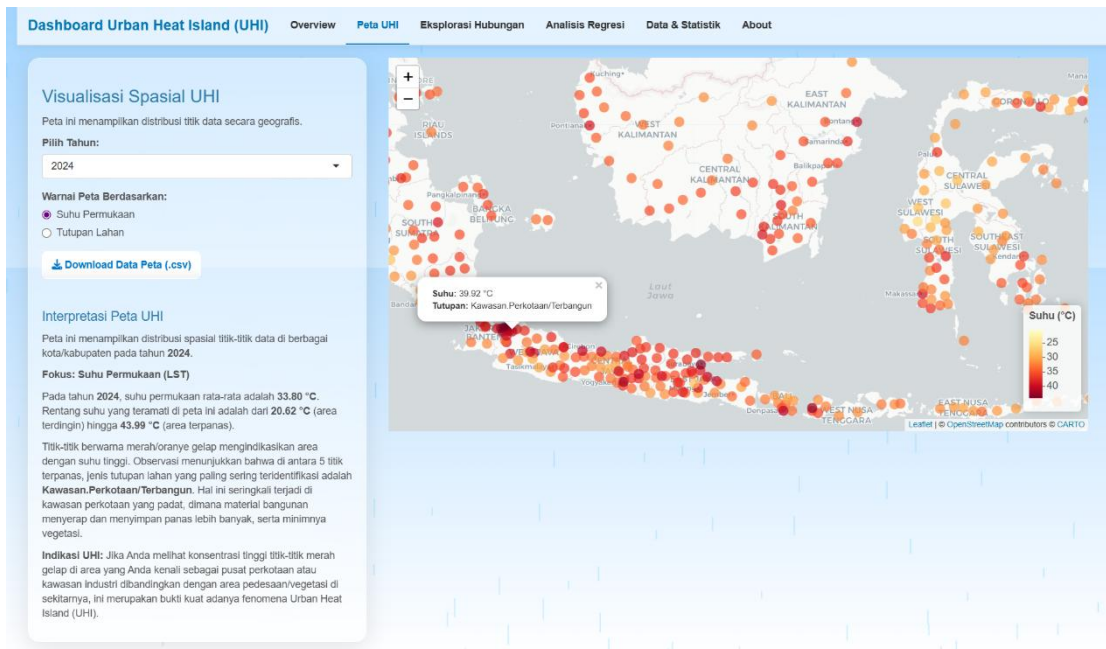 Dashboard Urban Heat Island (UHI) Overview Peta UHI Eksplorasi Hubungan Analisis Regresi Data & Statistik About
Visualisasi Spasial UHI
Peta ini menampilkan distribusi titik data secara geografis.
Pilih Tahun:
2024
Warnai Peta Berdasarkan:
Suhu Permukaan
Tutupan Lahan
Download Data Peta (.csv)
Interpretasi Peta UHI
Peta ini menampilkan distribusi spasial titik-titik data di berbagai
kota/kabupaten pada tahun 2024.
Fokus: Suhu Permukaan (LST)
Pada tahun 2024, suhu permukaan rata-rata adalah 33.80 °C.
Rentang suhu yang teramati di peta ini adalah dari 20.62 °C (area
terdingin) hingga 43.99 °C (area terpanas).
Titik-titik berwarna merah/oranye gelap mengindikasikan area
dengan suhu tinggi. Observasi menunjukkan bahwa di antara 5 titik
terpanas, jenis tutupan lahan yang paling sering teridentifikasi adalah
Kawasan.Perkotaan/Terbangun. Hal ini seringkali terjadi di
kawasan perkotaan yang padat, dimana material bangunan
menyerap dan menyimpan panas lebih banyak, serta minimnya
vegetasi.
Indikasi UHI: Jika Anda melihat konsentrasi tinggi titik-titik merah
gelap di area yang Anda kenali sebagai pusat perkotaan atau
kawasan industri dibandingkan dengan area pedesaan/vegetasi di
sekitarnya, ini merupakan bukti kuat adanya fenomena Urban Heat
Island (UHI).
+
−
Kuching
RIAU
ISLANDS
Pontianak
WEST
KALIMANTAN
EAST
KALIMANTAN
Bontang
Samarinda
CENTRAL
KALIMANTAN
Balikpapan
Palu
CENTRAL
SULAWESI
Pangkalpinang
BANGKA
BELITUNG
SOUTH
SUMATRA
WEST
SULAWESI
SOUTH
SULAWESI
SOUTHEAST
SULAWESI
Kendari
Makassar
Laut
Jawa
Suhu: 39.92 °C
Tutupan: Kawasan.Perkotaan/Terbangun
×
BANTEN
Cirebon
Jember
Denpasar
WEST NUSA
TENGGARA
EAST NUSA
TENGGARA
Suhu (°C)
25
30
35
40
Leaflet | © OpenStreetMap contributors © CARTO